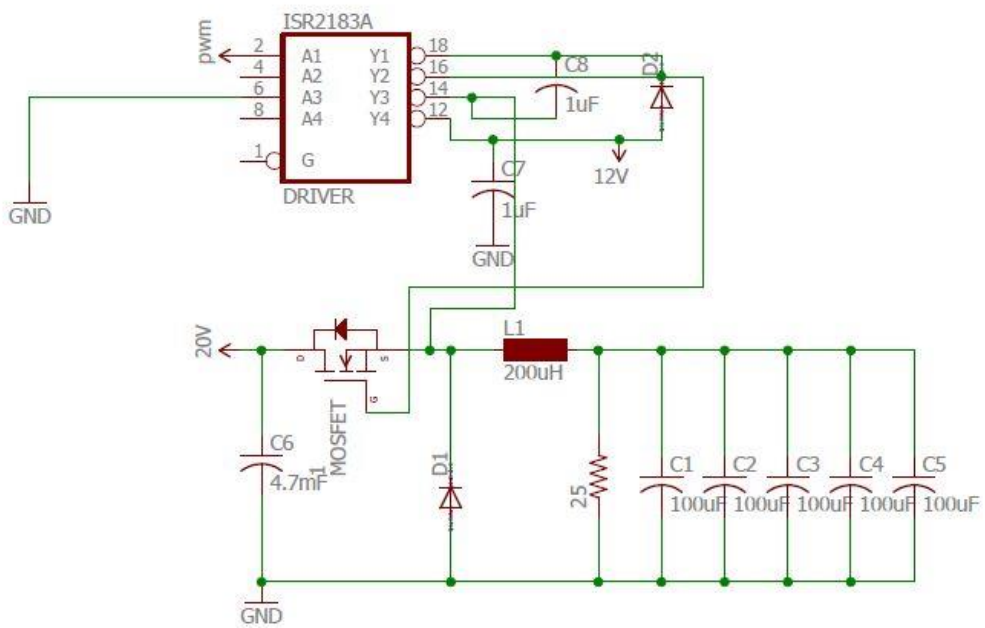 ISR2183A
pwm
2 A1 Y1 18
4 A2 Y2 16
6 A3 Y3 14
8 A4 Y4 12
1 G
DRIVER
GND
C8
1uF
D2
12V
C7
1uF
GND
20V
D
S
G
MOSFET
1
L1
200uH
C6
4.7mF
D1
25
C1
100uF
C2
100uF
C3
100uF
C4
100uF
C5
100uF
GND